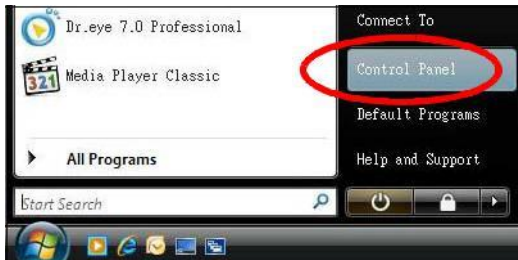 Dr.eye 7.0 Professional
321
Media Player Classic
All Programs
Start Search
Connect To
Control Panel
Default Programs
Help and Support